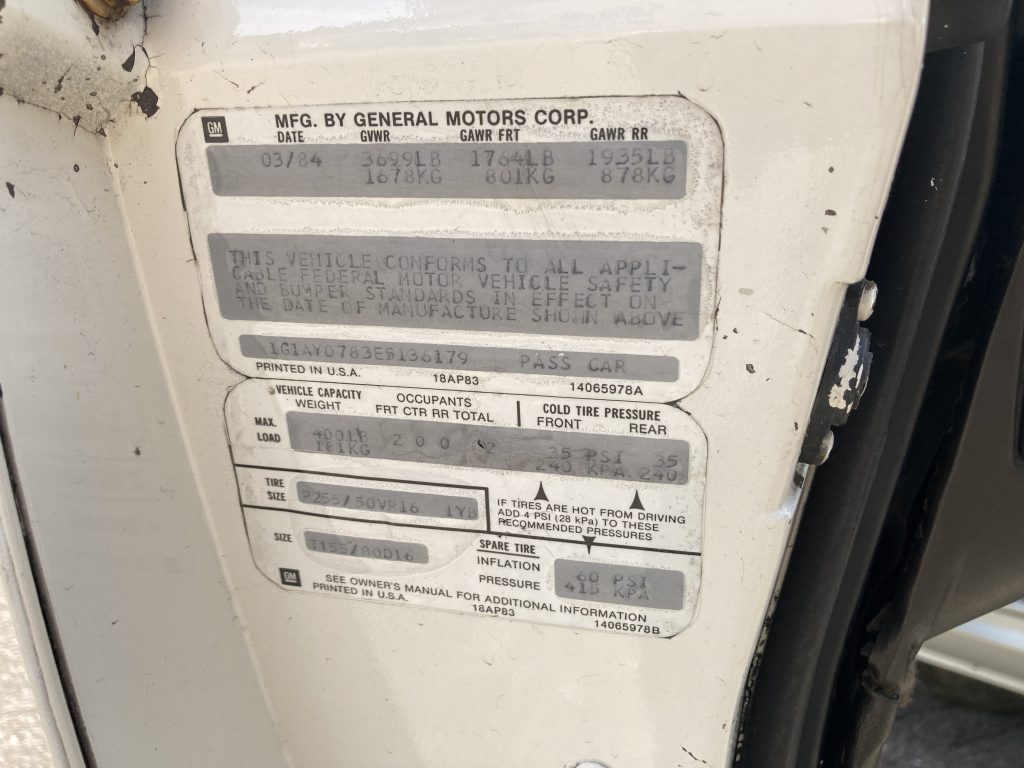 GM
MFG. BY GENERAL MOTORS CORP.
DATE GVWR GAWR FRT GAWR RR
03/84 3699LB 1764LB 1935LB
1678KG 801KG 878KG
THIS VEHICLE CONFORMS TO ALL APPLI-
CABLE FEDERAL MOTOR VEHICLE SAFETY
AND BUMPER STANDARDS IN EFFECT ON
THE DATE OF MANUFACTURE SHOWN ABOVE
1G1AY0783E5136179 PASS CAR
PRINTED IN U.S.A. 18AP83 14065978A
VEHICLE CAPACITY OCCUPANTS COLD TIRE PRESSURE
WEIGHT FRT CTR RR TOTAL FRONT REAR
MAX. LOAD 400LB 2 0 0 2 35 PSI 35
181KG 240 KPA 240
TIRE SIZE P255/50VR16 1YB
IF TIRES ARE HOT FROM DRIVING
ADD 4 PSI (28 kPa) TO THESE
RECOMMENDED PRESSURES
SIZE T155/80D16
SPARE TIRE
INFLATION
PRESSURE
60 PSI
415 KPA
GM
SEE OWNER'S MANUAL FOR ADDITIONAL INFORMATION
PRINTED IN U.S.A. 18AP83 14065978B